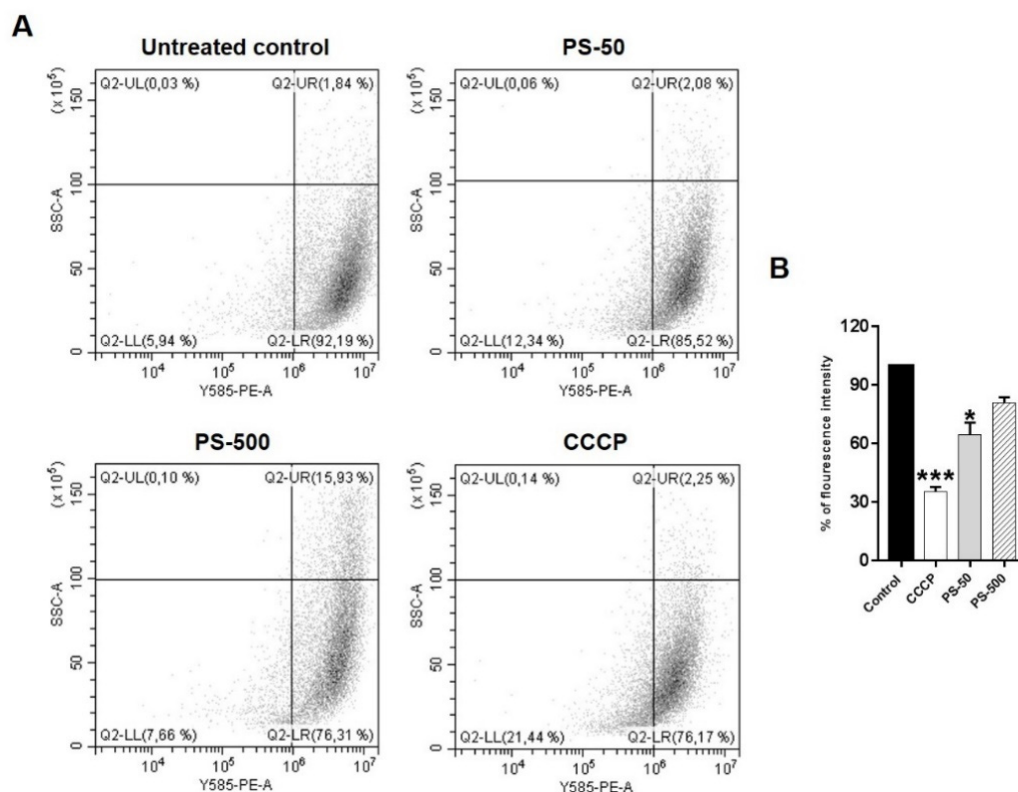 A
Untreated control
Q2-UL(0,03 %) Q2-UR(1,84 %)
(x10⁵)
150
100
50
0
SSC-A
Q2-LL(5,94 %) Q2-LR(92,19 %)
10⁴ 10⁵ 10⁶ 10⁷
Y585-PE-A
PS-50
Q2-UL(0,06 %) Q2-UR(2,08 %)
(x10⁵)
150
100
50
0
SSC-A
Q2-LL(12,34 %) Q2-LR(85,52 %)
10⁴ 10⁵ 10⁶ 10⁷
Y585-PE-A
PS-500
Q2-UL(0,10 %) Q2-UR(15,93 %)
(x10⁵)
150
100
50
0
SSC-A
Q2-LL(7,66 %) Q2-LR(76,31 %)
10⁴ 10⁵ 10⁶ 10⁷
Y585-PE-A
CCCP
Q2-UL(0,14 %) Q2-UR(2,25 %)
(x10⁵)
150
100
50
0
SSC-A
Q2-LL(21,44 %) Q2-LR(76,17 %)
10⁴ 10⁵ 10⁶ 10⁷
Y585-PE-A
B
% of flourescence intensity
120
90
60
30
0
***
*
Control CCCP PS-50 PS-500